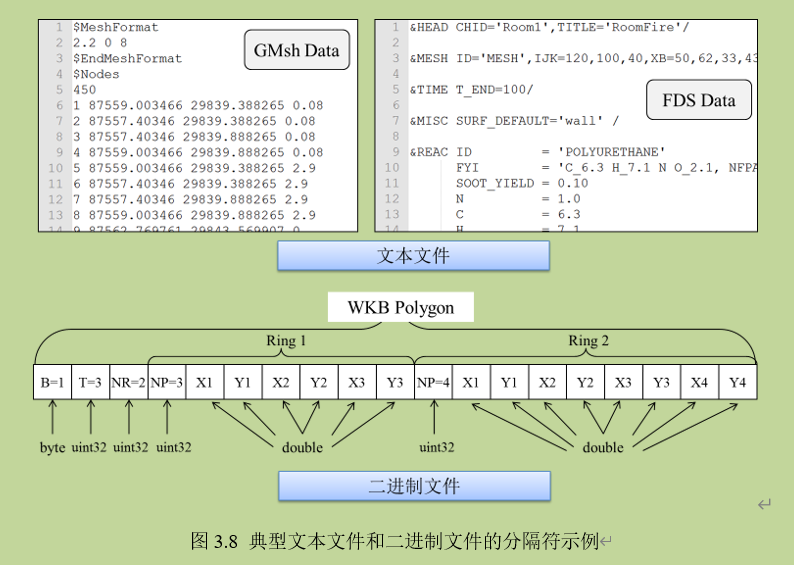 1 $MeshFormat
2 2.2 0 8
3 $EndMeshFormat
4 $Nodes
5 450
6 1 87559.003466 29839.388265 0.08
7 2 87557.40346 29839.388265 0.08
8 3 87557.40346 29839.888265 0.08
9 4 87559.003466 29839.888265 0.08
10 5 87559.003466 29839.388265 2.9
11 6 87557.40346 29839.388265 2.9
12 7 87557.40346 29839.888265 2.9
13 8 87559.003466 29839.888265 2.9
14 9 87562.769761 29843.569907 0
GMsh Data
1 &HEAD CHID='Room1',TITLE='RoomFire'/
2
3 &MESH ID='MESH',IJK=120,100,40,XB=50,62,33,43
4
5 &TIME T_END=100/
6
7 &MISC SURF_DEFAULT='wall' /
8
9 &REAC ID = 'POLYURETHANE'
10 FYI = 'C_6.3 H_7.1 N O_2.1, NFPA
11 SOOT_YIELD = 0.10
12 N = 1.0
13 C = 6.3
14 H = 7.1
FDS Data
文本文件
WKB Polygon
Ring 1 Ring 2
B=1 T=3 NR=2 NP=3 X1 Y1 X2 Y2 X3 Y3 NP=4 X1 Y1 X2 Y2 X3 Y3 X4 Y4
byte uint32 uint32 uint32 double uint32 double
二进制文件
图 3.8 典型文本文件和二进制文件的分隔符示例